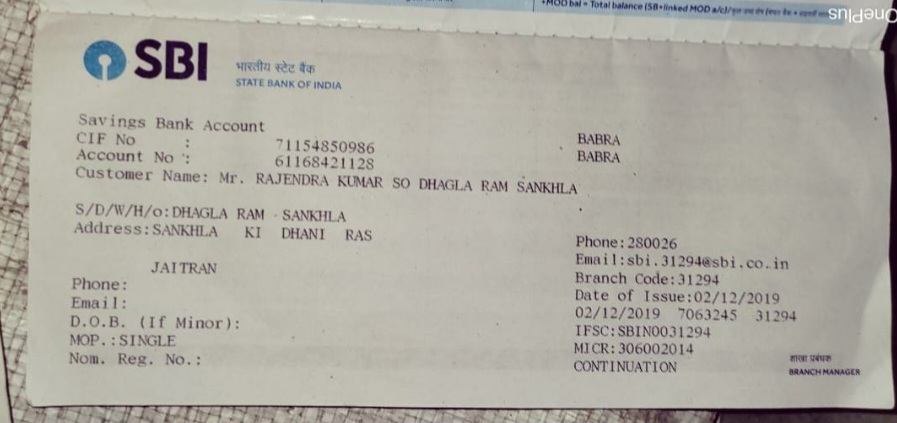 +MOD bal = Total balance (SB+linked MOD a/c)/
OnePlus
SBI
भारतीय स्टेट बैंक
STATE BANK OF INDIA
Savings Bank Account
CIF No : 71154850986 BABRA
Account No : 61168421128 BABRA
Customer Name: Mr. RAJENDRA KUMAR SO DHAGLA RAM SANKHLA
S/D/W/H/o:DHAGLA RAM SANKHLA
Address:SANKHLA KI DHANI RAS
JAITRAN
Phone:
Email:
D.O.B. (If Minor):
MOP.:SINGLE
Nom. Reg. No.:
Phone:280026
Email:sbi.31294@sbi.co.in
Branch Code:31294
Date of Issue:02/12/2019
02/12/2019 7063245 31294
IFSC:SBIN0031294
MICR:306002014
CONTINUATION
शाखा प्रबंधक
BRANCH MANAGER